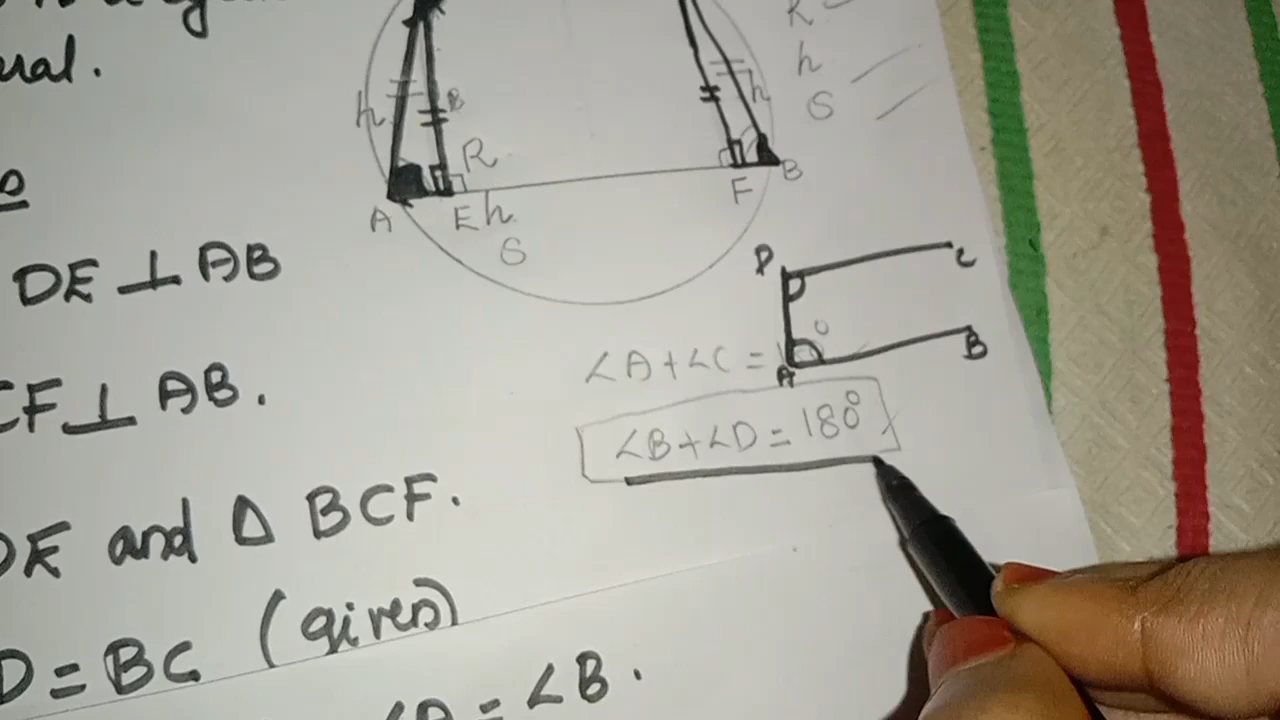 ual.
h
B
R
A
E
h
S
h
F
B
R
h
S
DE ⊥ AB
CF ⊥ AB.
D
C
A
B
∠A+∠C =
∠B+∠D = 180°
DE and Δ BCF.
D = BC (given)
= ∠B.